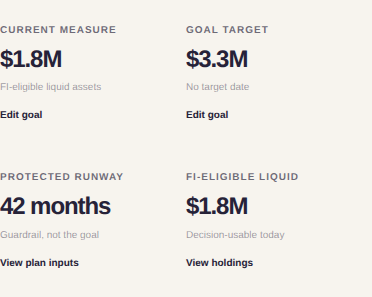 CURRENT MEASURE
$1.8M
FI-eligible liquid assets
Edit goal
GOAL TARGET
$3.3M
No target date
Edit goal
PROTECTED RUNWAY
42 months
Guardrail, not the goal
View plan inputs
FI-ELIGIBLE LIQUID
$1.8M
Decision-usable today
View holdings